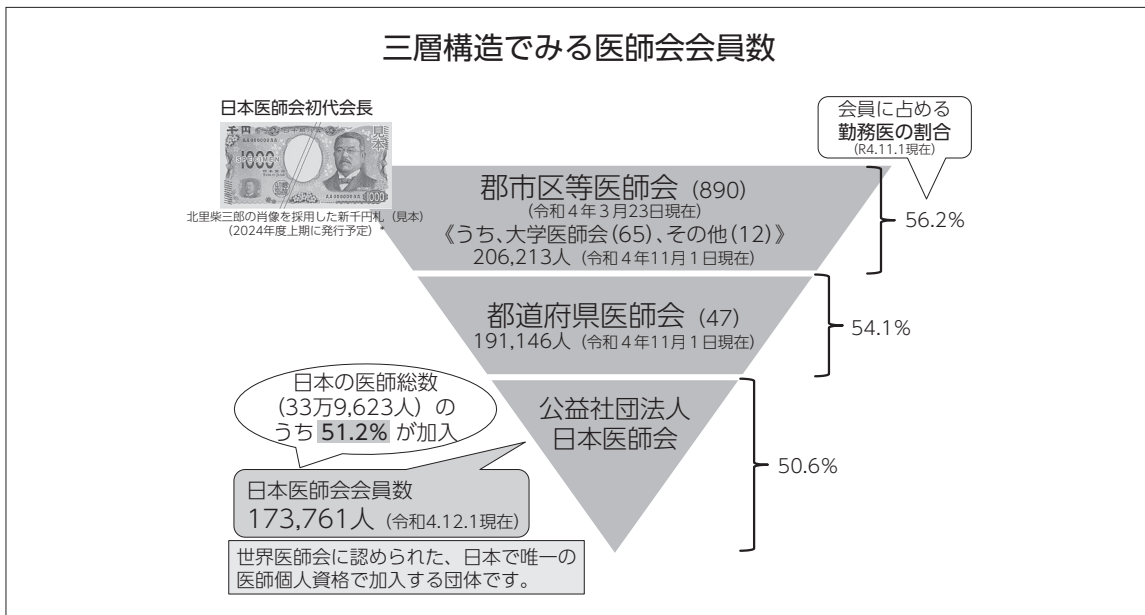 三層構造でみる医師会会員数
日本医師会初代会長
千円
AA000000AA
見本
1000
SPECIMEN
AA000000AA
1000
北里柴三郎の肖像を採用した新千円札（見本）
（2024年度上期に発行予定）*
会員に占める
勤務医の割合
(R4.11.1現在)
郡市区等医師会 (890)
(令和４年３月23日現在)
《うち、大学医師会(65)、その他(12)》
206,213人 (令和４年11月１日現在)
56.2%
都道府県医師会 (47)
191,146人 (令和４年11月１日現在)
54.1%
日本の医師総数
(33万9,623人) の
うち 51.2% が加入
公益社団法人
日本医師会
50.6%
日本医師会会員数
173,761人 (令和4.12.1現在)
世界医師会に認められた、日本で唯一の
医師個人資格で加入する団体です。